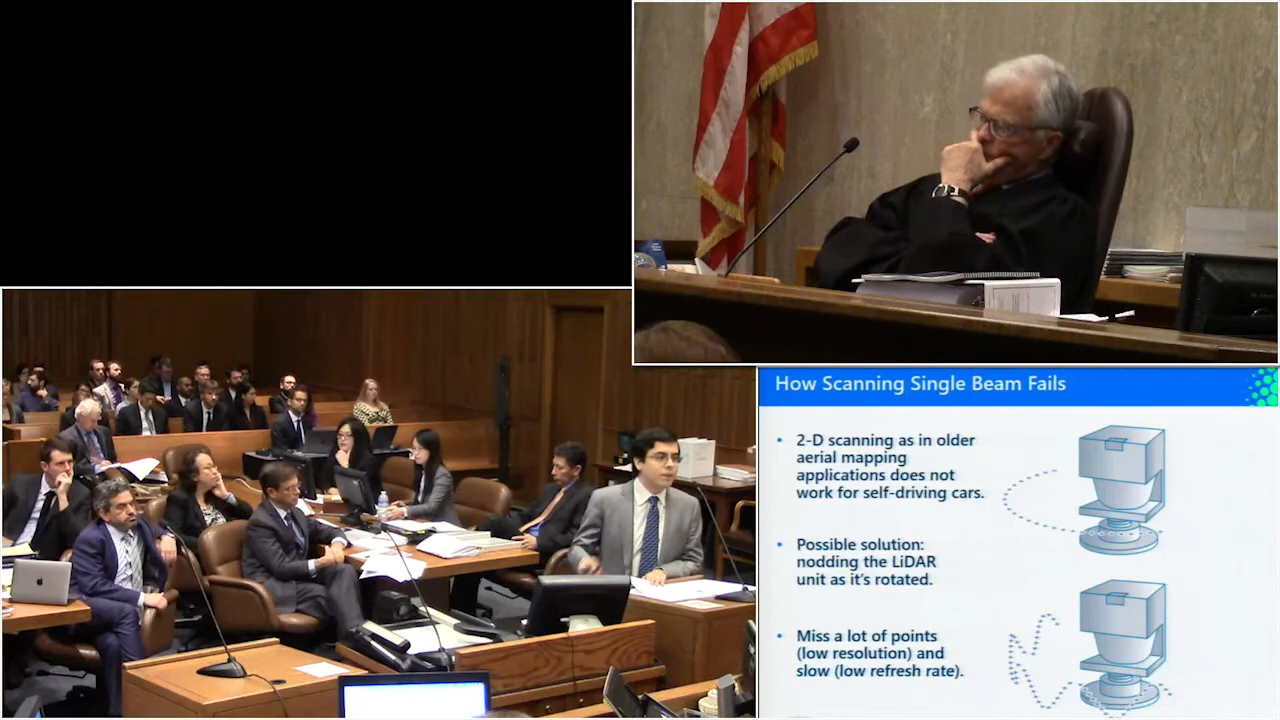 How Scanning Single Beam Fails
• 2-D scanning as in older
aerial mapping
applications does not
work for self-driving cars.
• Possible solution:
nodding the LiDAR
unit as it's rotated.
• Miss a lot of points
(low resolution) and
slow (low refresh rate).